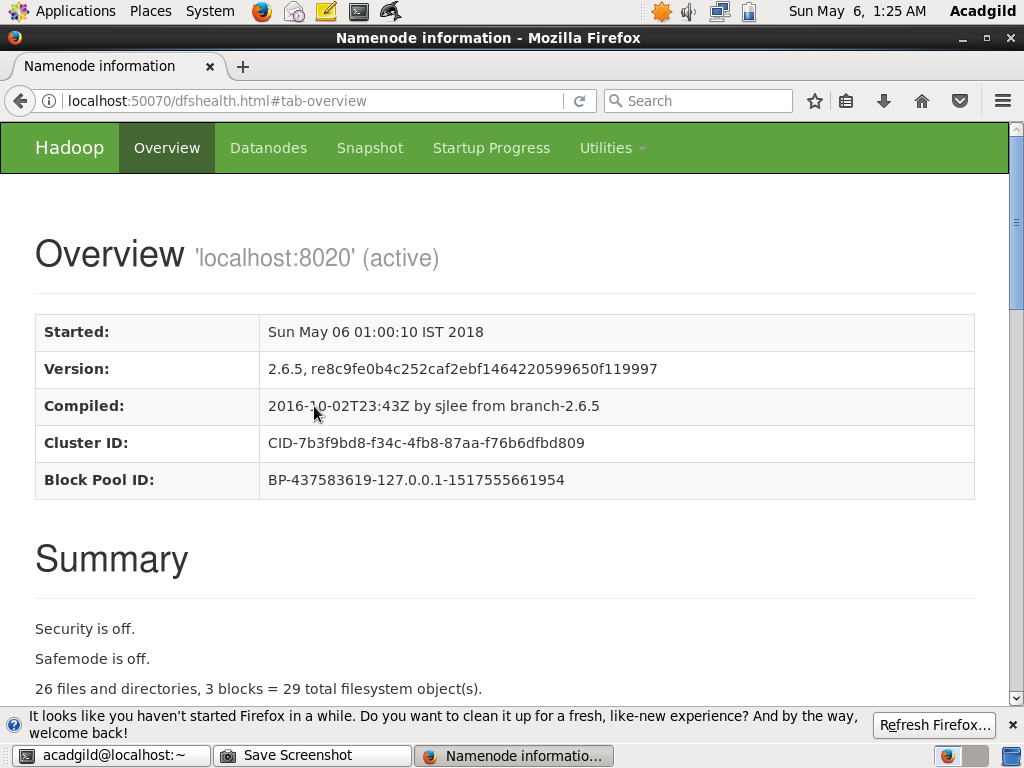 Applications Places System Sun May 6, 1:25 AM Acadgild
Namenode information - Mozilla Firefox
Namenode information
localhost:50070/dfshealth.html#tab-overview Search
Hadoop Overview Datanodes Snapshot Startup Progress Utilities
Overview 'localhost:8020' (active)
Started: Sun May 06 01:00:10 IST 2018
Version: 2.6.5, re8c9fe0b4c252caf2ebf1464220599650f119997
Compiled: 2016-10-02T23:43Z by sjlee from branch-2.6.5
Cluster ID: CID-7b3f9bd8-f34c-4fb8-87aa-f76b6dfbd809
Block Pool ID: BP-437583619-127.0.0.1-1517555661954
Summary
Security is off.
Safemode is off.
26 files and directories, 3 blocks = 29 total filesystem object(s).
It looks like you haven’t started Firefox in a while. Do you want to clean it up for a fresh, like-new experience? And by the way,
welcome back!
Refresh Firefox...
acadgild@localhost:~ Save Screenshot Namenode informatio...